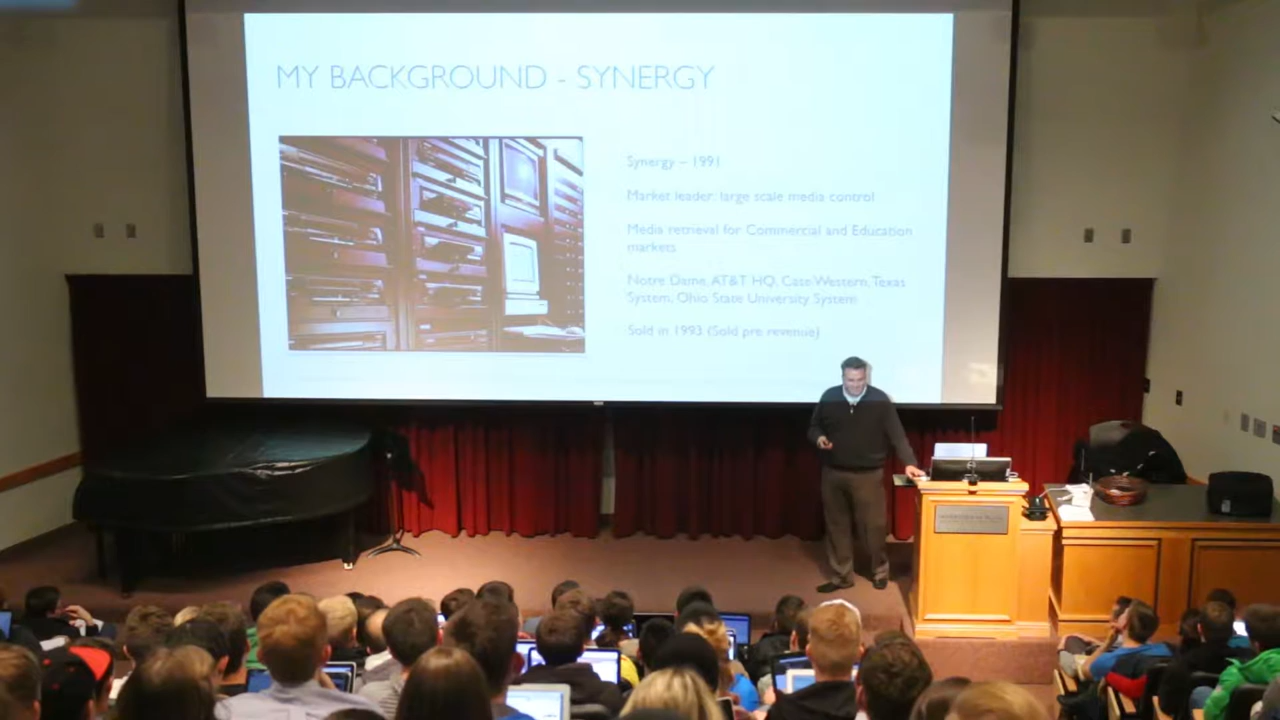 MY BACKGROUND - SYNERGY
Synergy – 1991
Market leader: large scale media control
Media retrieval for Commercial and Education
markets
Notre Dame, AT&T HQ, Case Western, Texas
System, Ohio State University System
Sold in 1993 (Sold pre revenue)